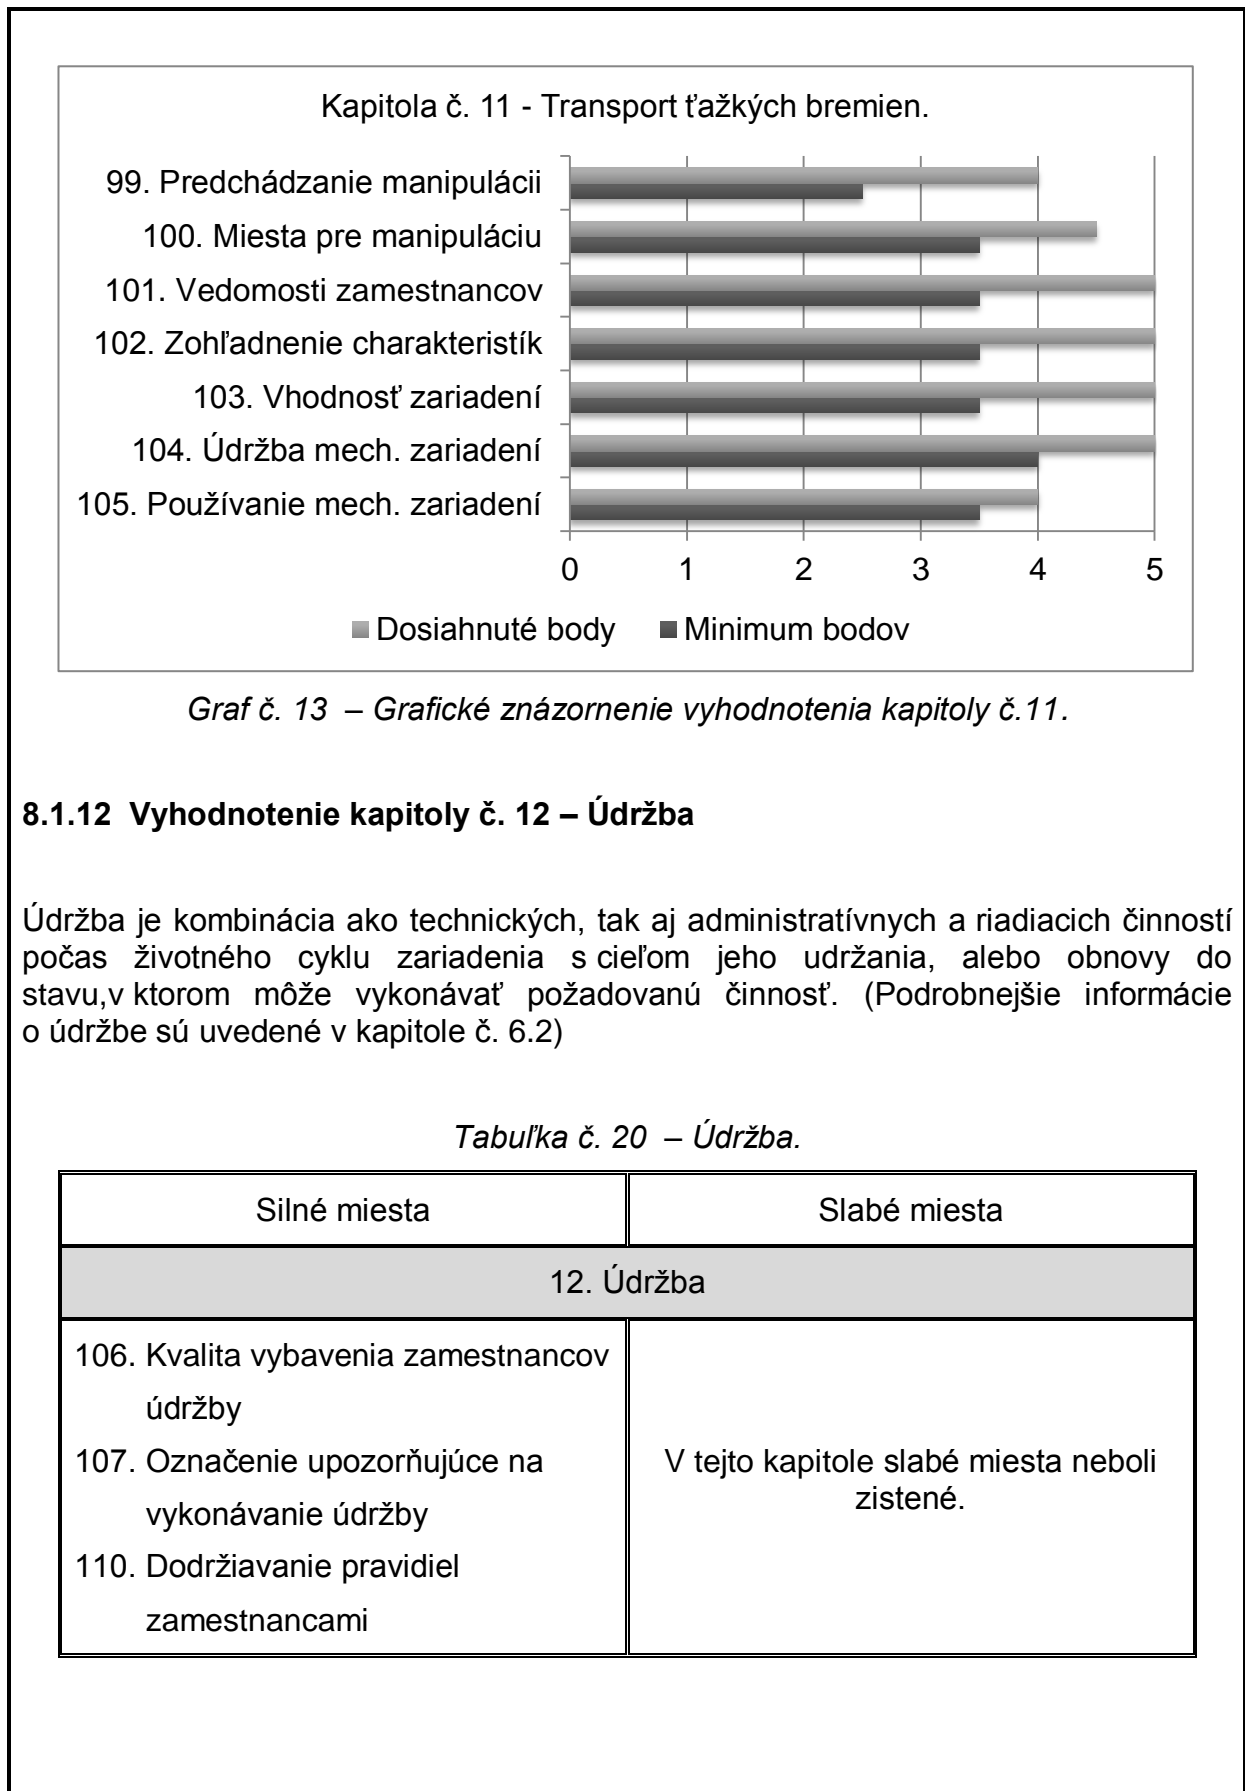 Kapitola č. 11 - Transport ťažkých bremien.
99. Predchádzanie manipulácii
100. Miesta pre manipuláciu
101. Vedomosti zamestnancov
102. Zohľadnenie charakteristík
103. Vhodnosť zariadení
104. Údržba mech. zariadení
105. Používanie mech. zariadení
0 1 2 3 4 5
Dosiahnuté body Minimum bodov
Graf č. 13 – Grafické znázornenie vyhodnotenia kapitoly č.11.
8.1.12 Vyhodnotenie kapitoly č. 12 – Údržba
Údržba je kombinácia ako technických, tak aj administratívnych a riadiacich činností
počas životného cyklu zariadenia s cieľom jeho udržania, alebo obnovy do
stavu,v ktorom môže vykonávať požadovanú činnosť. (Podrobnejšie informácie
o údržbe sú uvedené v kapitole č. 6.2)
Tabuľka č. 20 – Údržba.
Silné miesta
Slabé miesta
12. Údržba
106. Kvalita vybavenia zamestnancov
údržby
107. Označenie upozorňujúce na
vykonávanie údržby
110. Dodržiavanie pravidiel
zamestnancami
V tejto kapitole slabé miesta neboli
zistené.